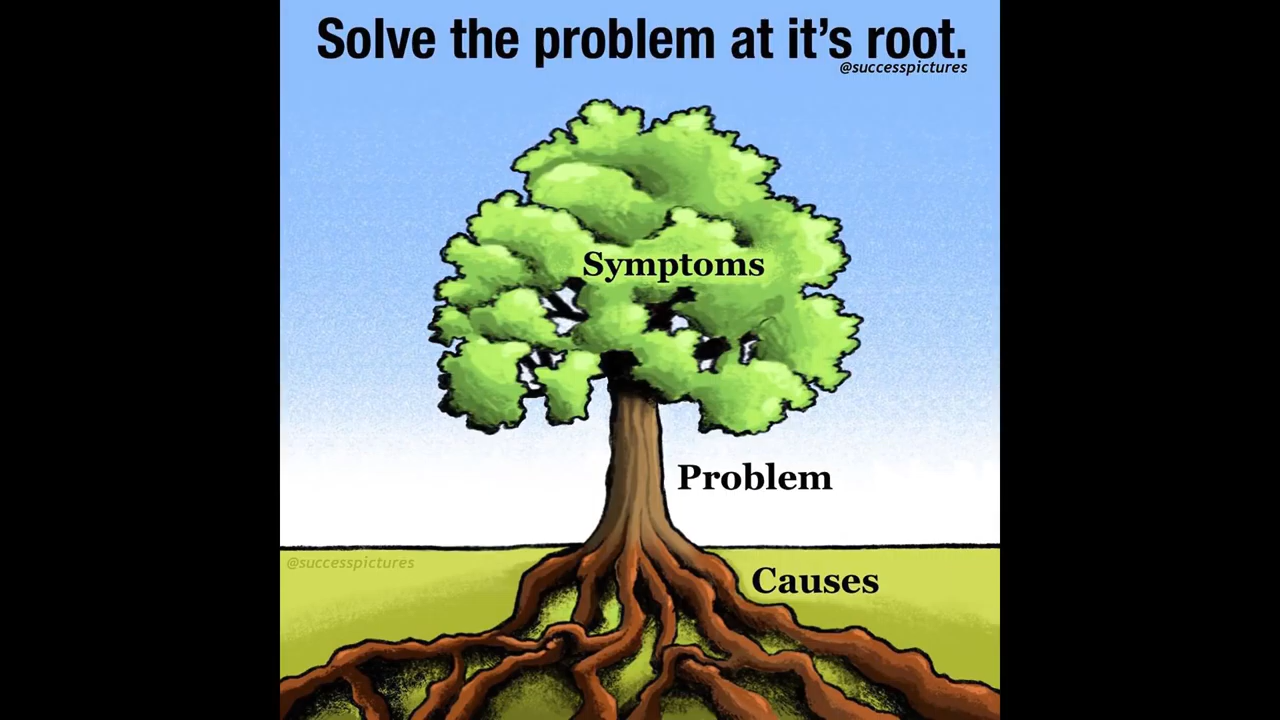 Solve the problem at it's root.
@successpictures
Symptoms
Problem
@successpictures
Causes